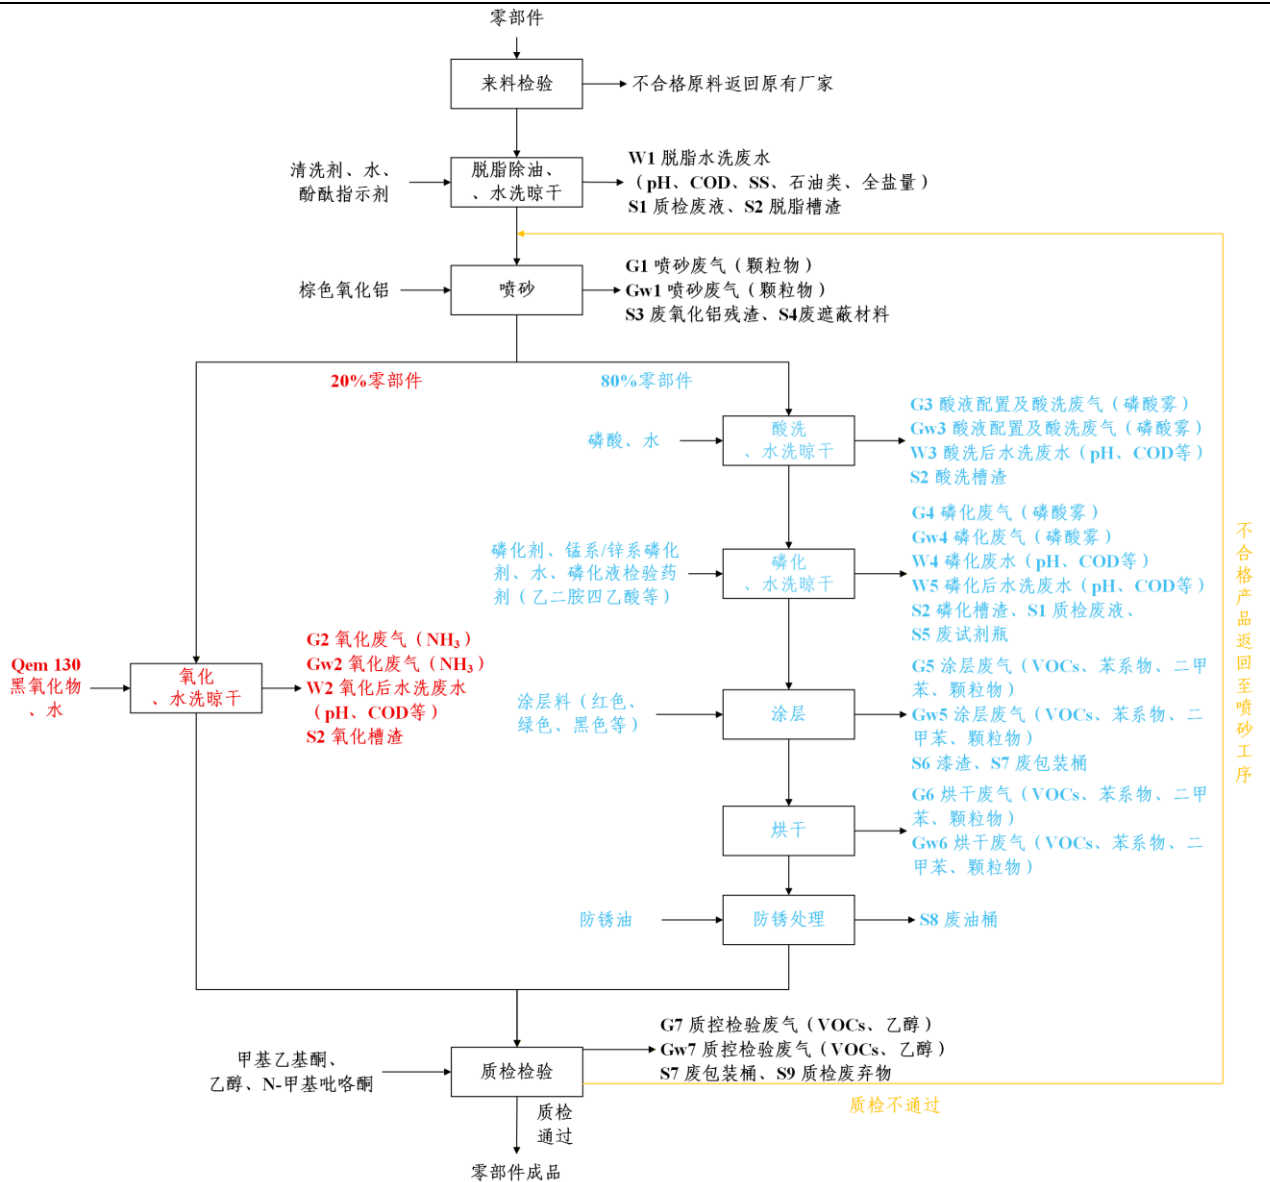 零部件
来料检验
不合格原料返回原有厂家
清洗剂、水、
酚酞指示剂
脱脂除油、
、水洗晾干
W1 脱脂水洗废水
（pH、COD、SS、石油类、全盐量）
S1 质检废液、S2 脱脂槽渣
棕色氧化铝
喷砂
G1 喷砂废气（颗粒物）
Gw1 喷砂废气（颗粒物）
S3 废氧化铝残渣、S4废遮蔽材料
20%零部件
80%零部件
磷酸、水
酸洗
、水洗晾干
G3 酸液配置及酸洗废气（磷酸雾）
Gw3 酸液配置及酸洗废气（磷酸雾）
W3 酸洗后水洗废水（pH、COD等）
S2 酸洗槽渣
磷化剂、锰系/锌系磷化
剂、水、磷化液检验药
剂（乙二胺四乙酸等）
磷化
、水洗晾干
G4 磷化废气（磷酸雾）
Gw4 磷化废气（磷酸雾）
W4 磷化废水（pH、COD等）
W5 磷化后水洗废水（pH、COD等）
S2 磷化槽渣、S1 质检废液、
S5 废试剂瓶
Qem 130
黑氧化物
、水
氧化
、水洗晾干
G2 氧化废气（NH₃）
Gw2 氧化废气（NH₃）
W2 氧化后水洗废水
（pH、COD等）
S2 氧化槽渣
涂层料（红色、
绿色、黑色等）
涂层
G5 涂层废气（VOCs、苯系物、二甲
苯、颗粒物）
Gw5 涂层废气（VOCs、苯系物、二
甲苯、颗粒物）
S6 漆渣、S7 废包装桶
烘干
G6 烘干废气（VOCs、苯系物、二甲
苯、颗粒物）
Gw6 烘干废气（VOCs、苯系物、二
甲苯、颗粒物）
防锈油
防锈处理
S8 废油桶
不合格产品返回至喷砂工序
甲基乙基酮、
乙醇、N-甲基吡咯酮
质检检验
G7 质控检验废气（VOCs、乙醇）
Gw7 质控检验废气（VOCs、乙醇）
S7 废包装桶、S9 质检废弃物
质检不通过
质检
通过
零部件成品